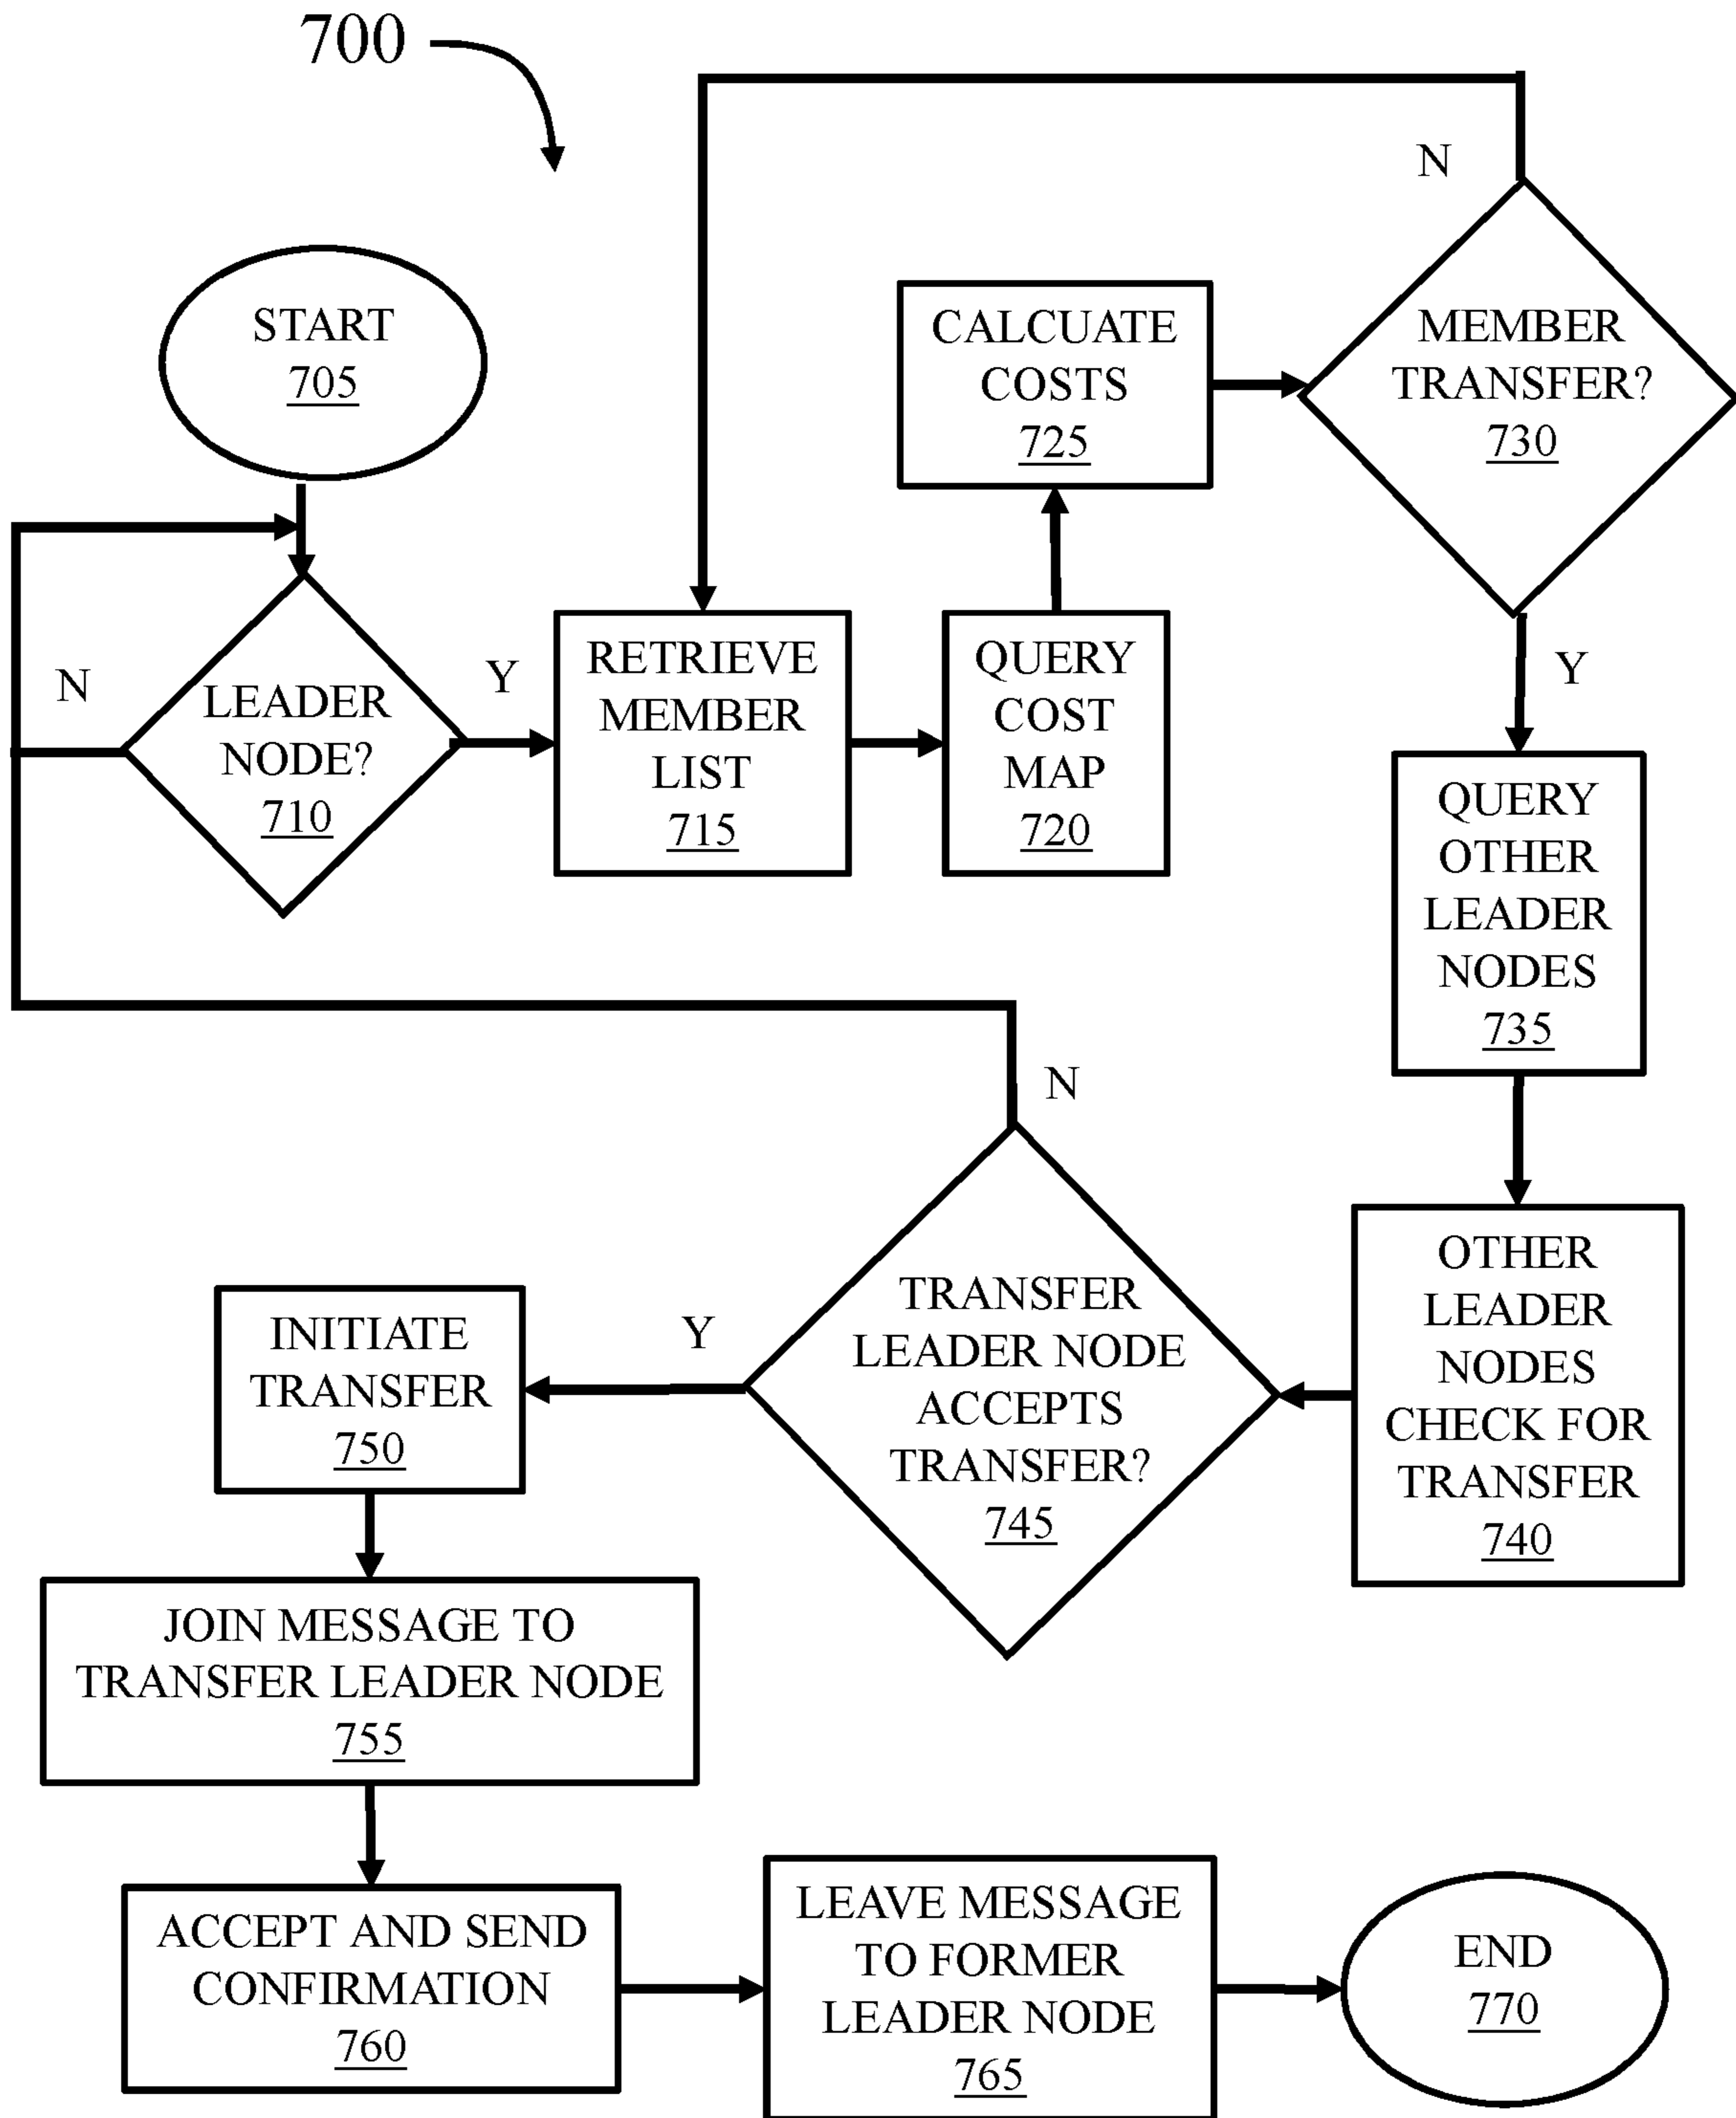 700
START
705
LEADER
NODE?
710
N
Y
RETRIEVE
MEMBER
LIST
715
QUERY
COST
MAP
720
CALCUATE
COSTS
725
MEMBER
TRANSFER?
730
N
Y
QUERY
OTHER
LEADER
NODES
735
OTHER
LEADER
NODES
CHECK FOR
TRANSFER
740
TRANSFER
LEADER NODE
ACCEPTS
TRANSFER?
745
N
Y
INITIATE
TRANSFER
750
JOIN MESSAGE TO
TRANSFER LEADER NODE
755
ACCEPT AND SEND
CONFIRMATION
760
LEAVE MESSAGE
TO FORMER
LEADER NODE
765
END
770